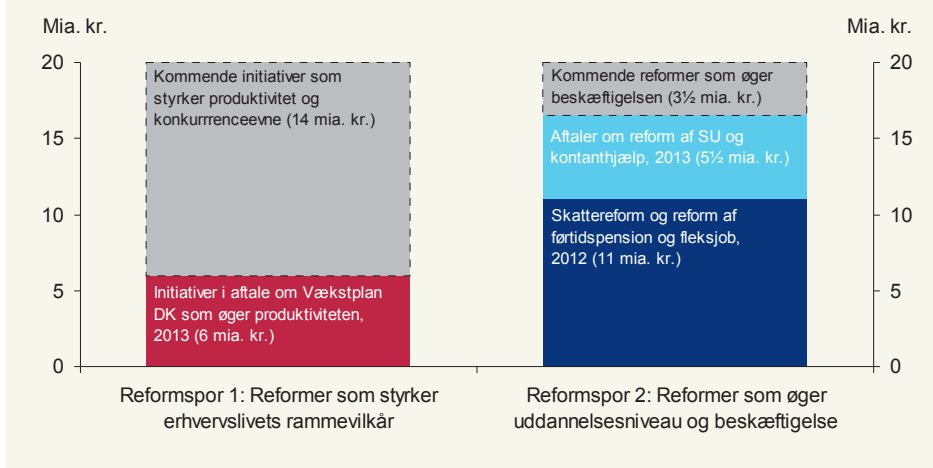 Mia. kr.
Mia. kr.
20
15
10
5
0
Kommende initiativer som
styrker produktivitet og
konkurrrenceevne (14 mia. kr.)
Initiativer i aftale om Vækstplan
DK som øger produktiviteten,
2013 (6 mia. kr.)
Kommende reformer som øger
beskæftigelsen (3½ mia. kr.)
Aftaler om reform af SU og
kontanthjælp, 2013 (5½ mia. kr.)
Skattereform og reform af
førtidspension og fleksjob,
2012 (11 mia. kr.)
20
15
10
5
0
Reformspor 1: Reformer som styrker
erhvervslivets rammevilkår
Reformspor 2: Reformer som øger
uddannelsesniveau og beskæftigelse